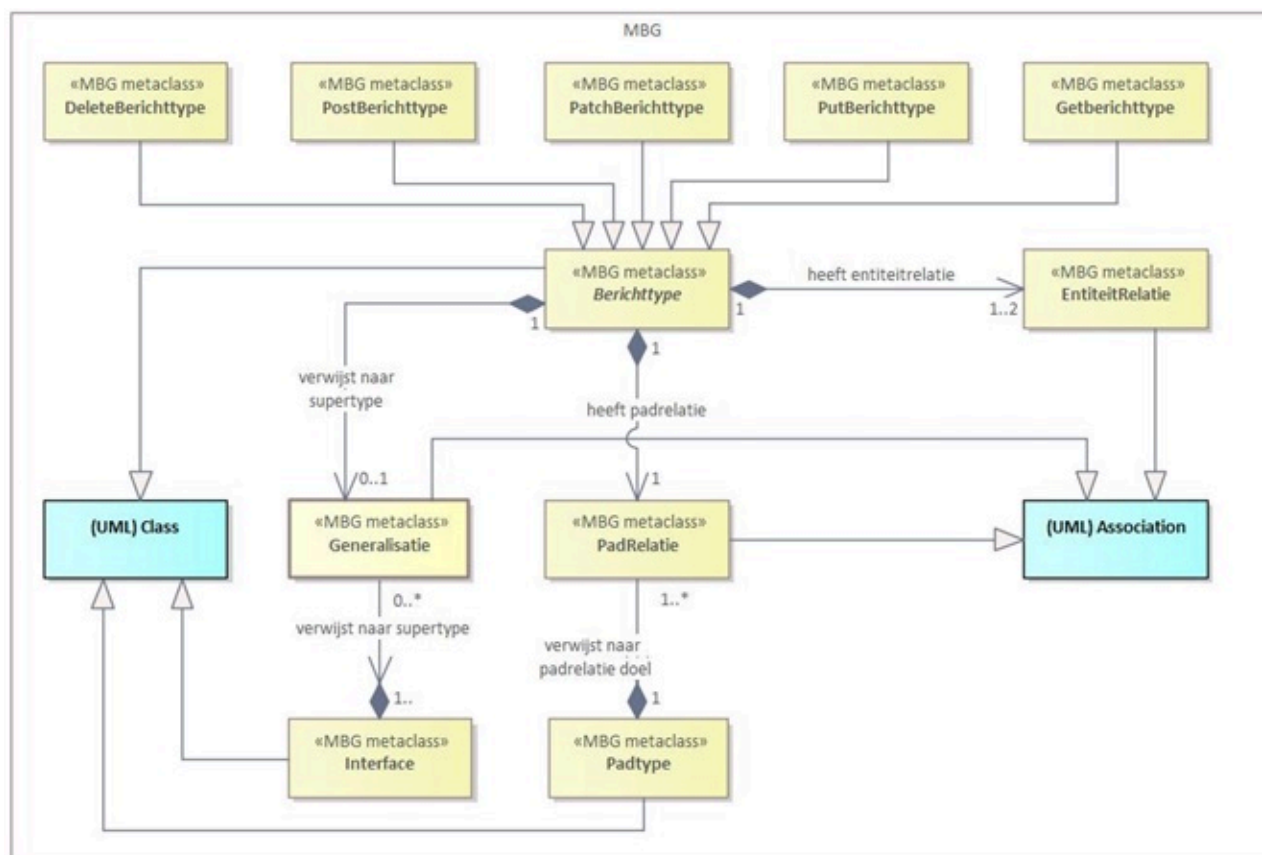 MBG
«MBG metaclass»
DeleteBerichttype
«MBG metaclass»
PostBerichttype
«MBG metaclass»
PatchBerichttype
«MBG metaclass»
PutBerichttype
«MBG metaclass»
Getberichttype
«MBG metaclass»
Berichttype
heeft entiteitrelatie
«MBG metaclass»
EntiteitRelatie
1
1
1..2
1
verwijst naar
supertype
heeft padrelatie
0..1
1
(UML) Class
«MBG metaclass»
Generalisatie
«MBG metaclass»
PadRelatie
(UML) Association
0..*
1..*
verwijst naar supertype
verwijst naar
padrelatie doel
1..
1
«MBG metaclass»
Interface
«MBG metaclass»
Padtype